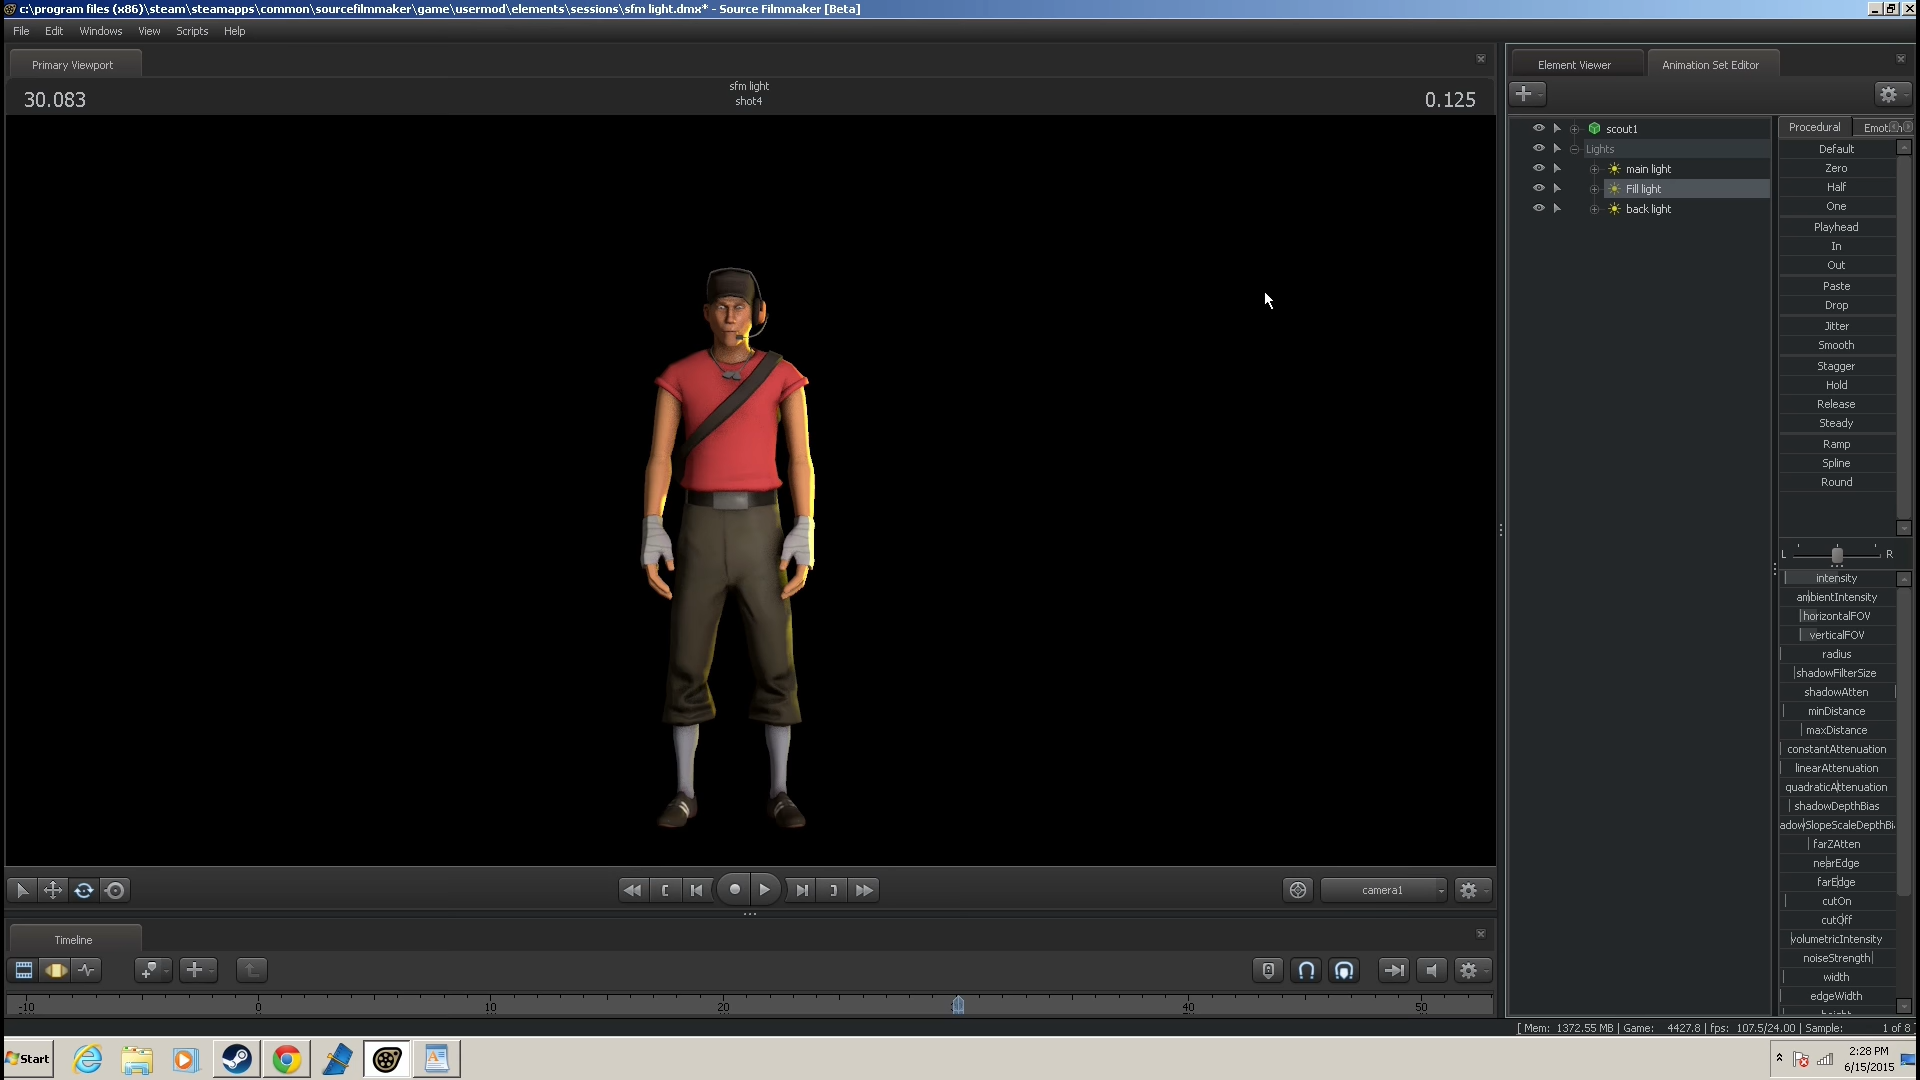 c:\program files (x86)\steam\steamapps\common\sourcefilmmaker\game\usermod\elements\sessions\sfm light.dmx* - Source Filmmaker [Beta]
File Edit Windows View Scripts Help
Primary Viewport
30.083
sfm light
shot4
0.125
Element Viewer
Animation Set Editor
scout1
Lights
main light
Fill light
back light
Procedural
Default
Zero
Half
One
Playhead
In
Out
Paste
Drop
Jitter
Smooth
Stagger
Hold
Release
Steady
Ramp
Spline
Round
L R
intensity
ambientIntensity
horizontalFOV
verticalFOV
radius
shadowFilterSize
shadowAtten
minDistance
maxDistance
constantAttenuation
linearAttenuation
quadraticAttenuation
shadowDepthBias
adowSlopeScaleDepthBi
farZAtten
nearEdge
farEdge
cutOn
cutOff
volumetricIntensity
noiseStrength
width
edgeWidth
camera1
Timeline
-10 0 10 20 40 50
[ Mem: 1372.55 MB | Game: 4427.8 | fps: 107.5/24.00 | Sample: 1 of 8
Start
2:28 PM
6/15/2015